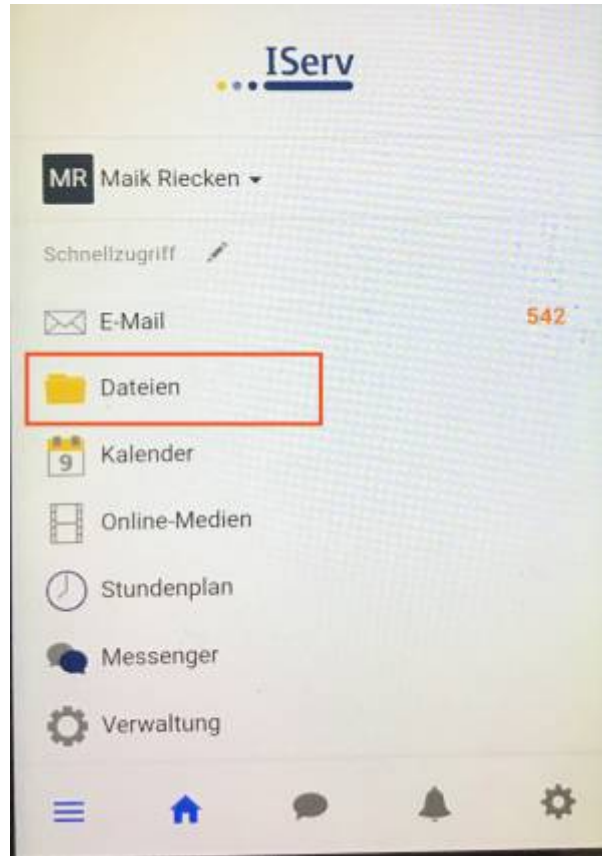 IServ
MR Maik Riecken
Schnellzugriff
E-Mail 542
Dateien
9 Kalender
Online-Medien
Stundenplan
Messenger
Verwaltung